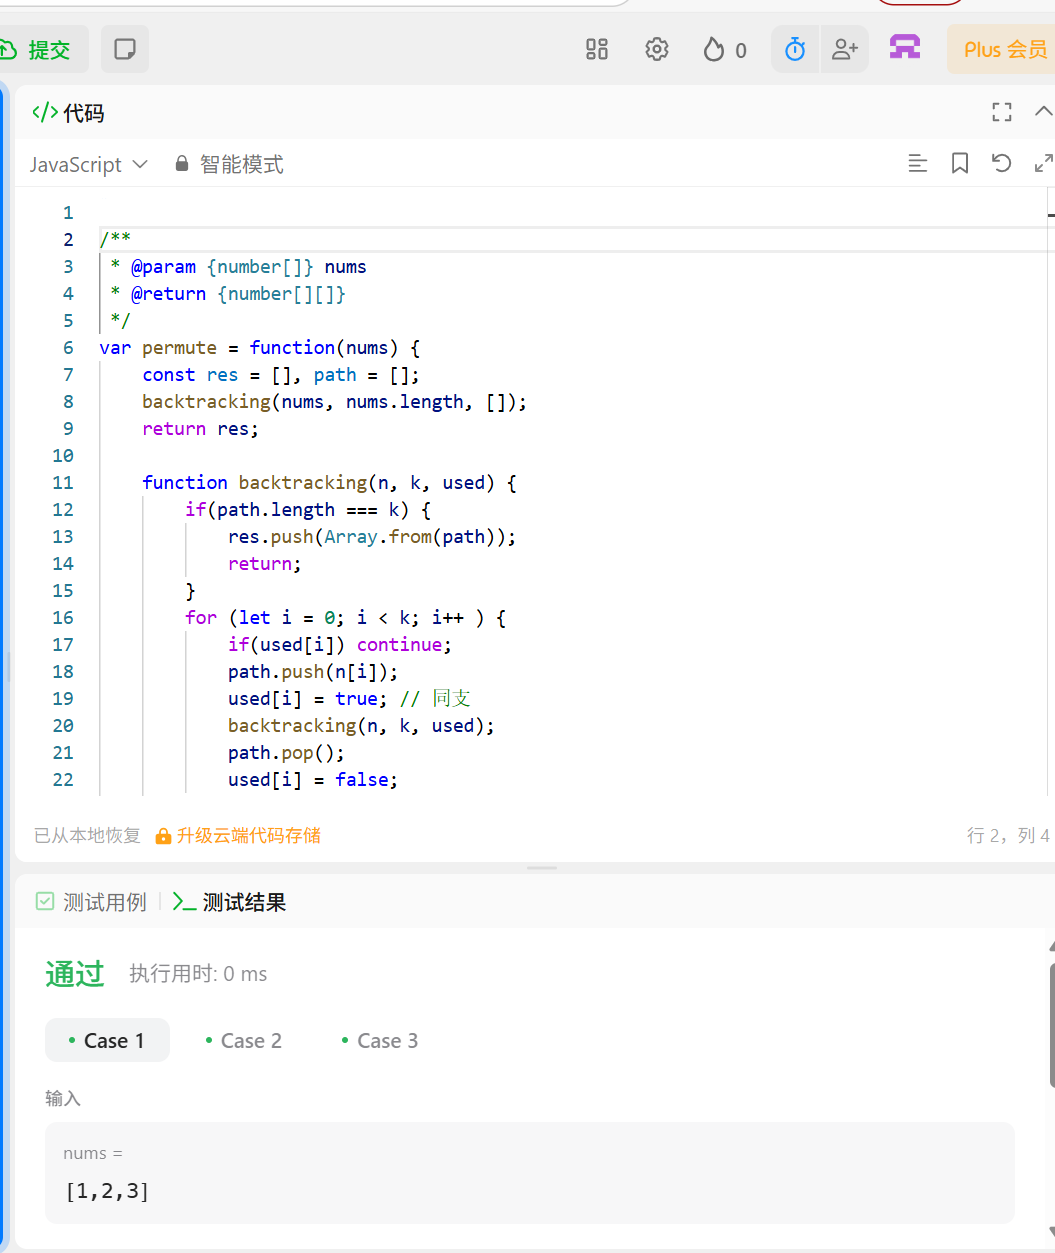 提交
0
Plus 会员
</> 代码
JavaScript 智能模式
1
2 /**
3  * @param {number[]} nums
4  * @return {number[][]}
5  */
6 var permute = function(nums) {
7     const res = [], path = [];
8     backtracking(nums, nums.length, []);
9     return res;
10
11     function backtracking(n, k, used) {
12         if(path.length === k) {
13             res.push(Array.from(path));
14             return;
15         }
16         for (let i = 0; i < k; i++ ) {
17             if(used[i]) continue;
18             path.push(n[i]);
19             used[i] = true; // 同支
20             backtracking(n, k, used);
21             path.pop();
22             used[i] = false;
已从本地恢复 升级云端代码存储 行 2，列 4
测试用例 | >_ 测试结果
通过 执行用时: 0 ms
• Case 1 • Case 2 • Case 3
输入
nums =
[1,2,3]